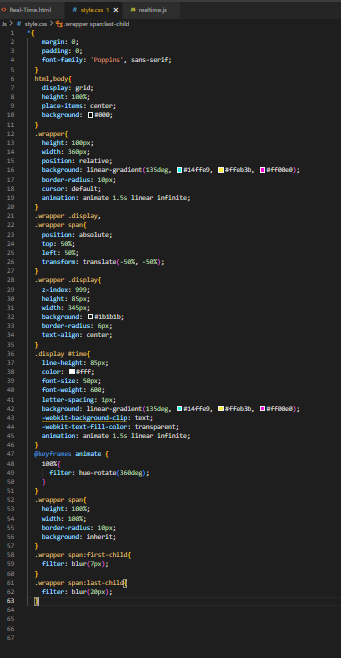 Real-Time.html # style.css 1 realtime.js
Js > # style.css > .wrapper span:last-child
1 *{
2 margin: 0;
3 padding: 0;
4 font-family: 'Poppins', sans-serif;
5 }
6 html,body{
7 display: grid;
8 height: 100%;
9 place-items: center;
10 background: #000;
11 }
12 .wrapper{
13 height: 100px;
14 width: 360px;
15 position: relative;
16 background: linear-gradient(135deg, #14ffe9, #ffeb3b, #ff00e0);
17 border-radius: 10px;
18 cursor: default;
19 animation: animate 1.5s linear infinite;
20 }
21 .wrapper .display,
22 .wrapper span{
23 position: absolute;
24 top: 50%;
25 left: 50%;
26 transform: translate(-50%, -50%);
27 }
28 .wrapper .display{
29 z-index: 999;
30 height: 85px;
31 width: 345px;
32 background: #1b1b1b;
33 border-radius: 6px;
34 text-align: center;
35 }
36 .display #time{
37 line-height: 85px;
38 color: #fff;
39 font-size: 50px;
40 font-weight: 600;
41 letter-spacing: 1px;
42 background: linear-gradient(135deg, #14ffe9, #ffeb3b, #ff00e0);
43 -webkit-background-clip: text;
44 -webkit-text-fill-color: transparent;
45 animation: animate 1.5s linear infinite;
46 }
47 @keyframes animate {
48 100%{
49 filter: hue-rotate(360deg);
50 }
51 }
52 .wrapper span{
53 height: 100%;
54 width: 100%;
55 border-radius: 10px;
56 background: inherit;
57 }
58 .wrapper span:first-child{
59 filter: blur(7px);
60 }
61 .wrapper span:last-child{
62 filter: blur(20px);
63 }
64
65
66
67